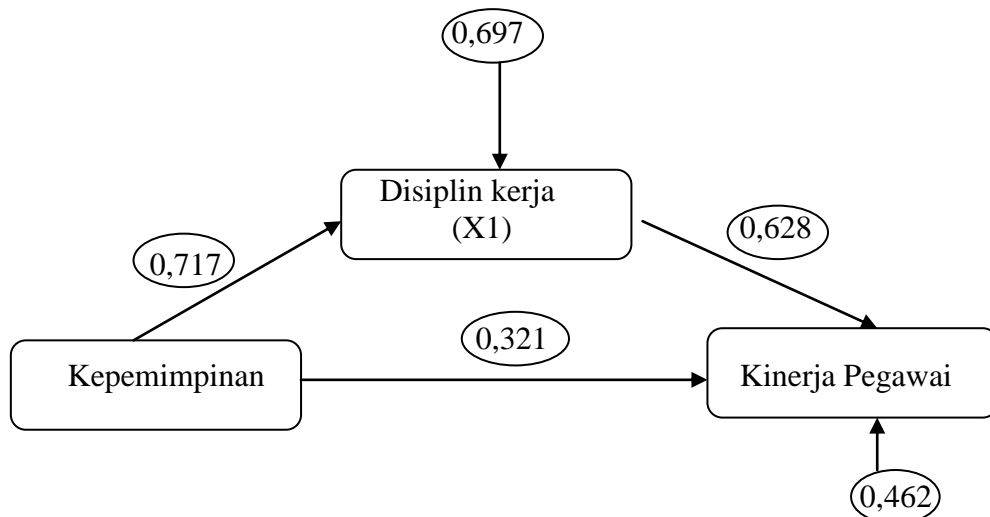 0,697
Disiplin kerja
(X1)
0,717
0,628
0,321
Kepemimpinan
Kinerja Pegawai
0,462